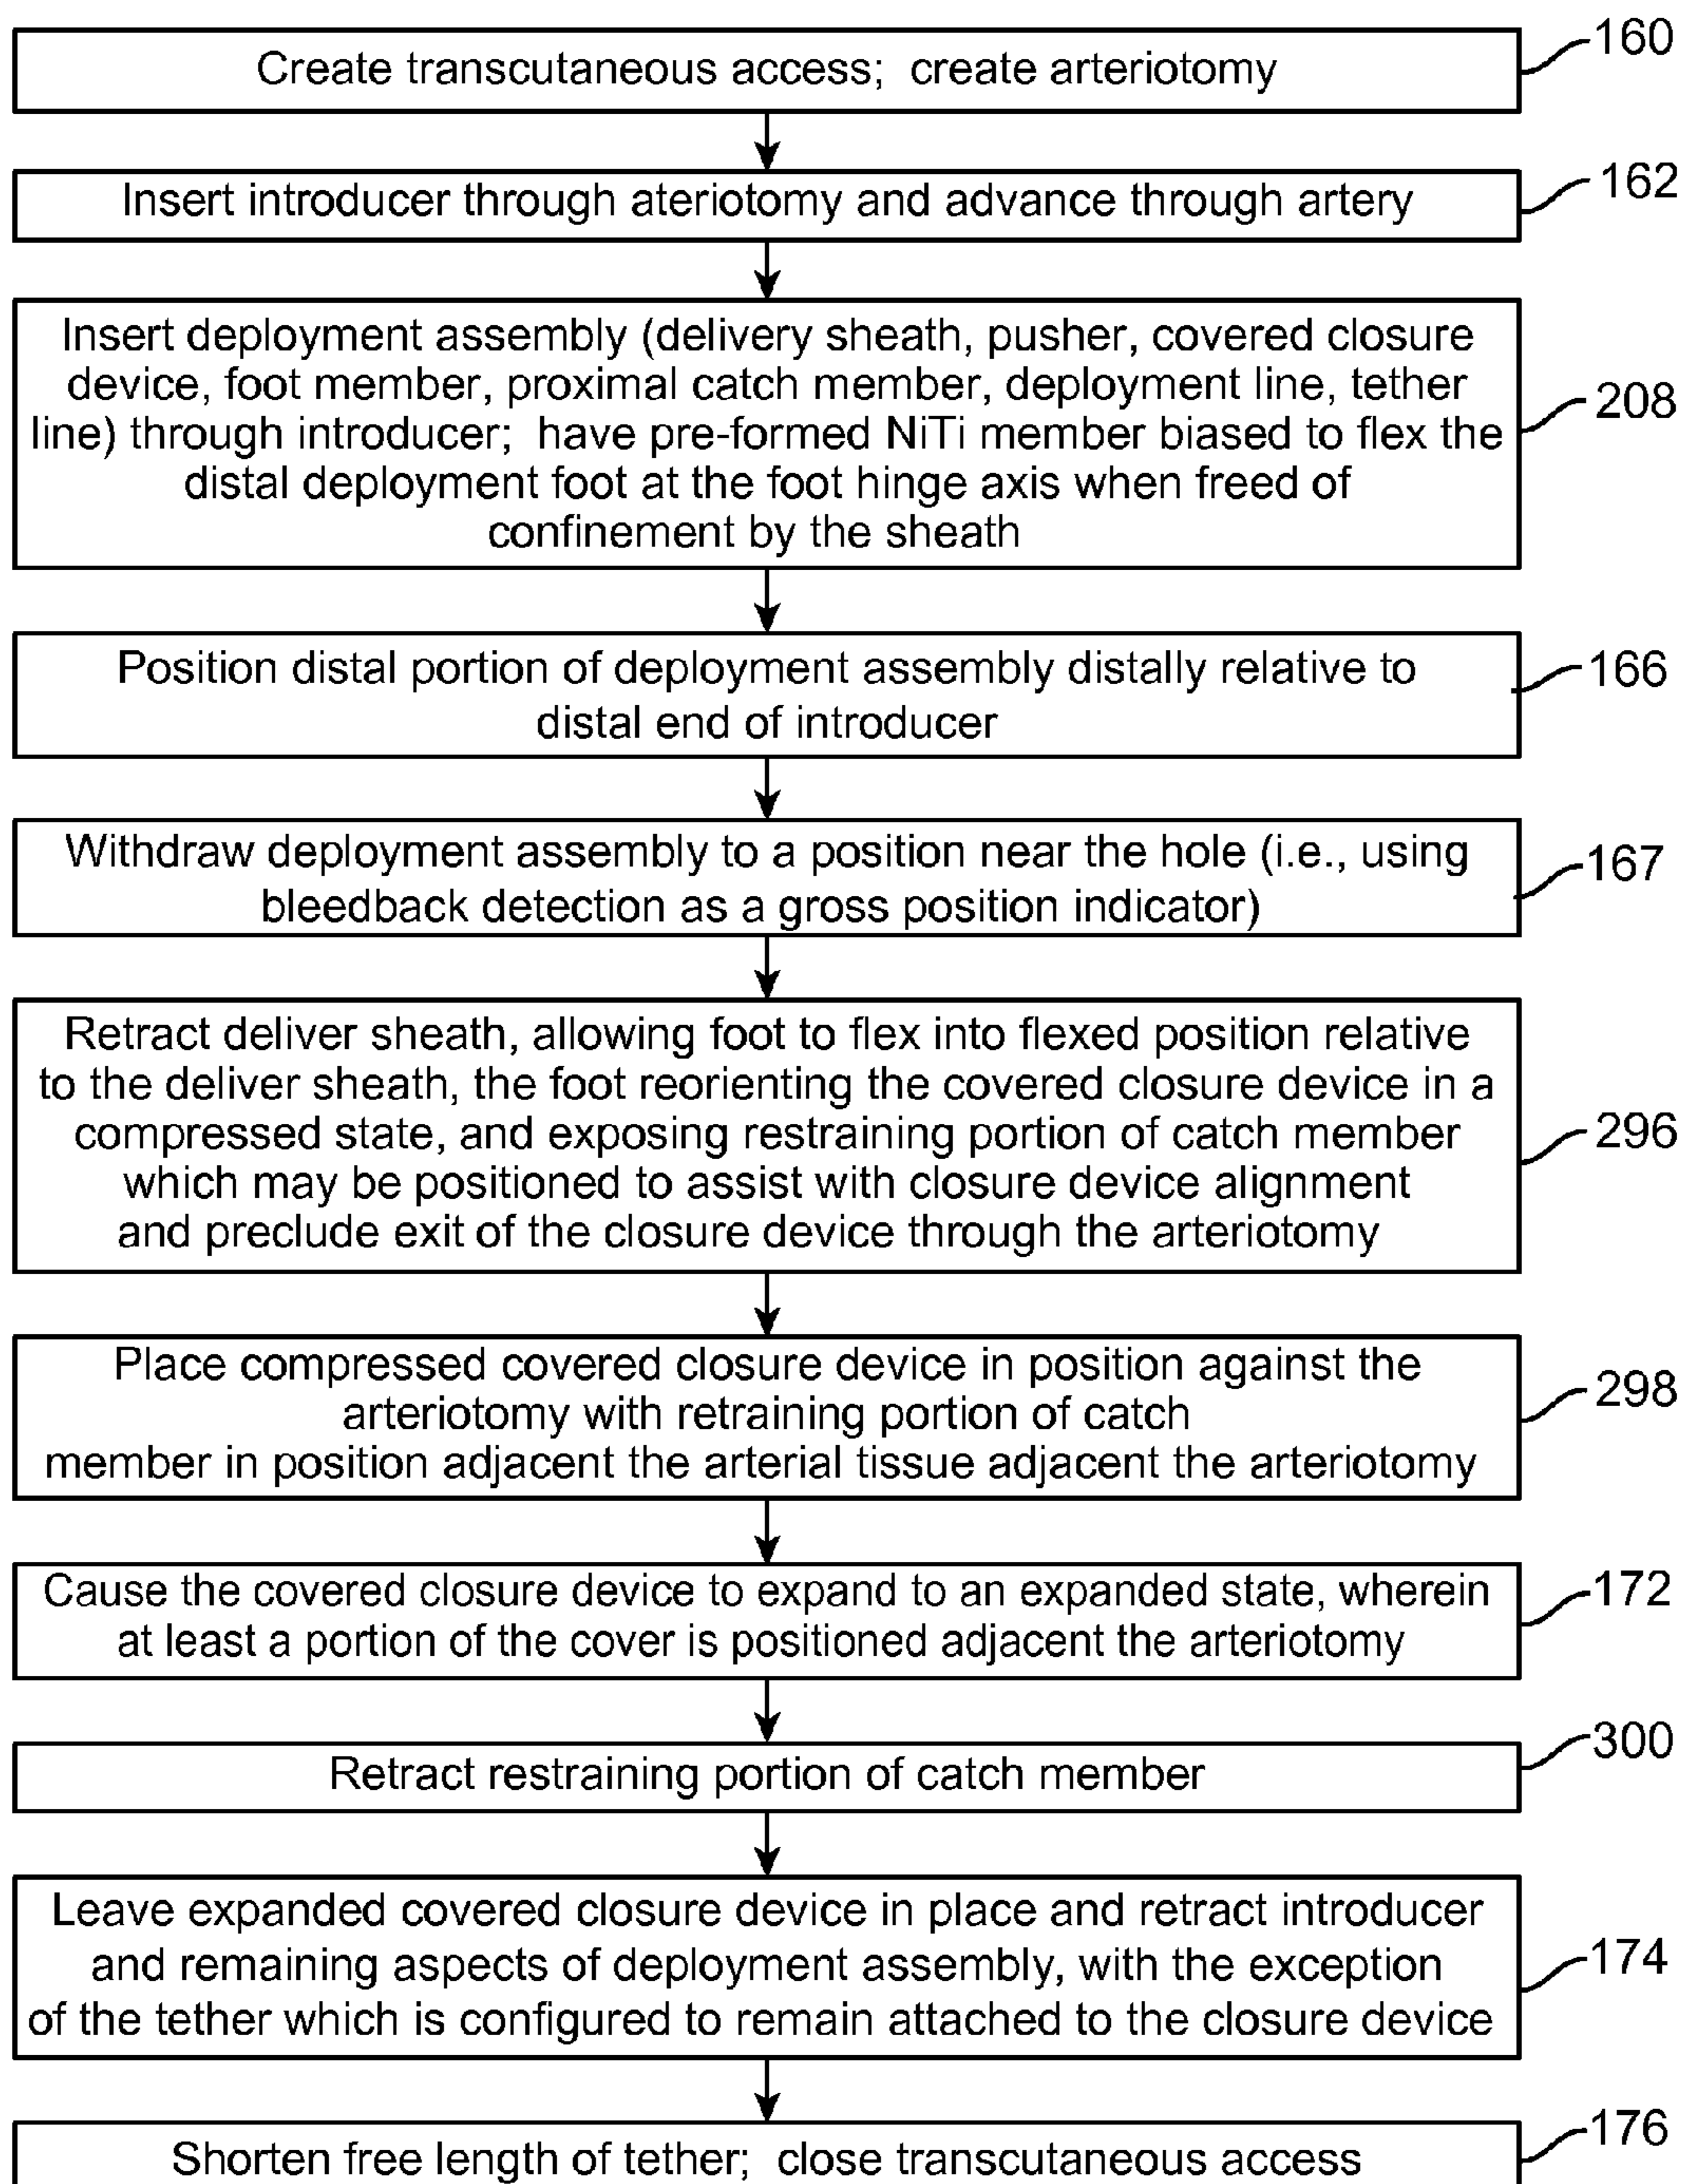 Create transcutaneous access; create arteriotomy
160
Insert introducer through ateriotomy and advance through artery
162
Insert deployment assembly (delivery sheath, pusher, covered closure
device, foot member, proximal catch member, deployment line, tether
line) through introducer; have pre-formed NiTi member biased to flex the
distal deployment foot at the foot hinge axis when freed of
confinement by the sheath
208
Position distal portion of deployment assembly distally relative to
distal end of introducer
166
Withdraw deployment assembly to a position near the hole (i.e., using
bleedback detection as a gross position indicator)
167
Retract deliver sheath, allowing foot to flex into flexed position relative
to the deliver sheath, the foot reorienting the covered closure device in a
compressed state, and exposing restraining portion of catch member
which may be positioned to assist with closure device alignment
and preclude exit of the closure device through the arteriotomy
296
Place compressed covered closure device in position against the
arteriotomy with retraining portion of catch
member in position adjacent the arterial tissue adjacent the arteriotomy
298
Cause the covered closure device to expand to an expanded state, wherein
at least a portion of the cover is positioned adjacent the arteriotomy
172
Retract restraining portion of catch member
300
Leave expanded covered closure device in place and retract introducer
and remaining aspects of deployment assembly, with the exception
of the tether which is configured to remain attached to the closure device
174
Shorten free length of tether; close transcutaneous access
176